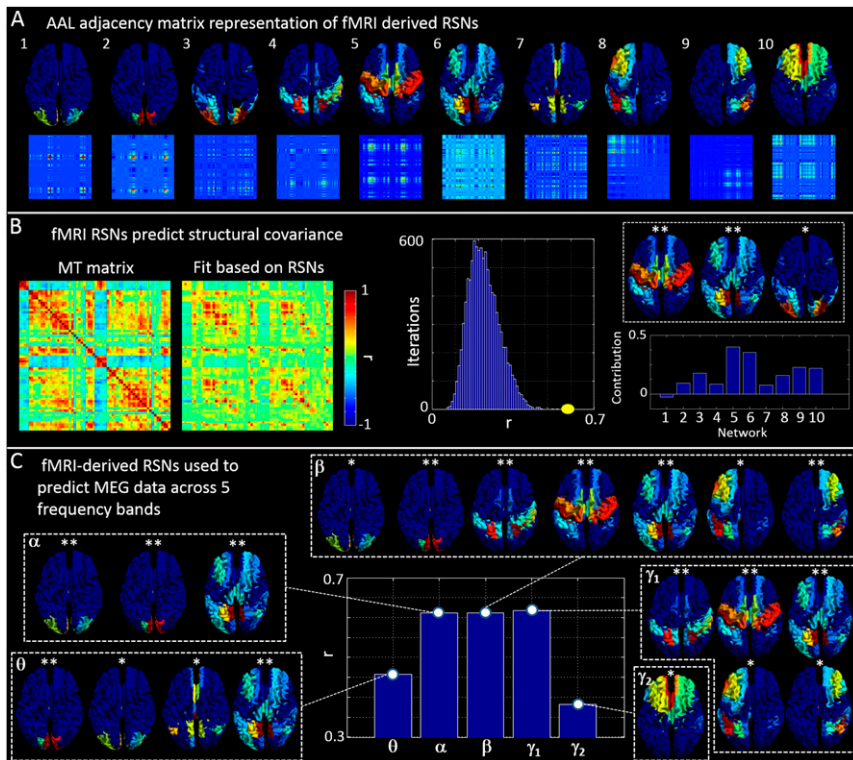 A
AAL adjacency matrix representation of fMRI derived RSNs
1 2 3 4 5 6 7 8 9 10
B
fMRI RSNs predict structural covariance
MT matrix
Fit based on RSNs
1
-1
600
Iterations
0
0 r 0.7
** ** *
0.5
Contribution
0
1 2 3 4 5 6 7 8 9 10
Network
C
fMRI-derived RSNs used to
predict MEG data across 5
frequency bands
β
* ** ** ** ** * **
α
** ** **
θ
** * * **
0.7
r
0.3
θ α β γ₁ γ₂
γ₁
** ** **
* *
γ₂
*